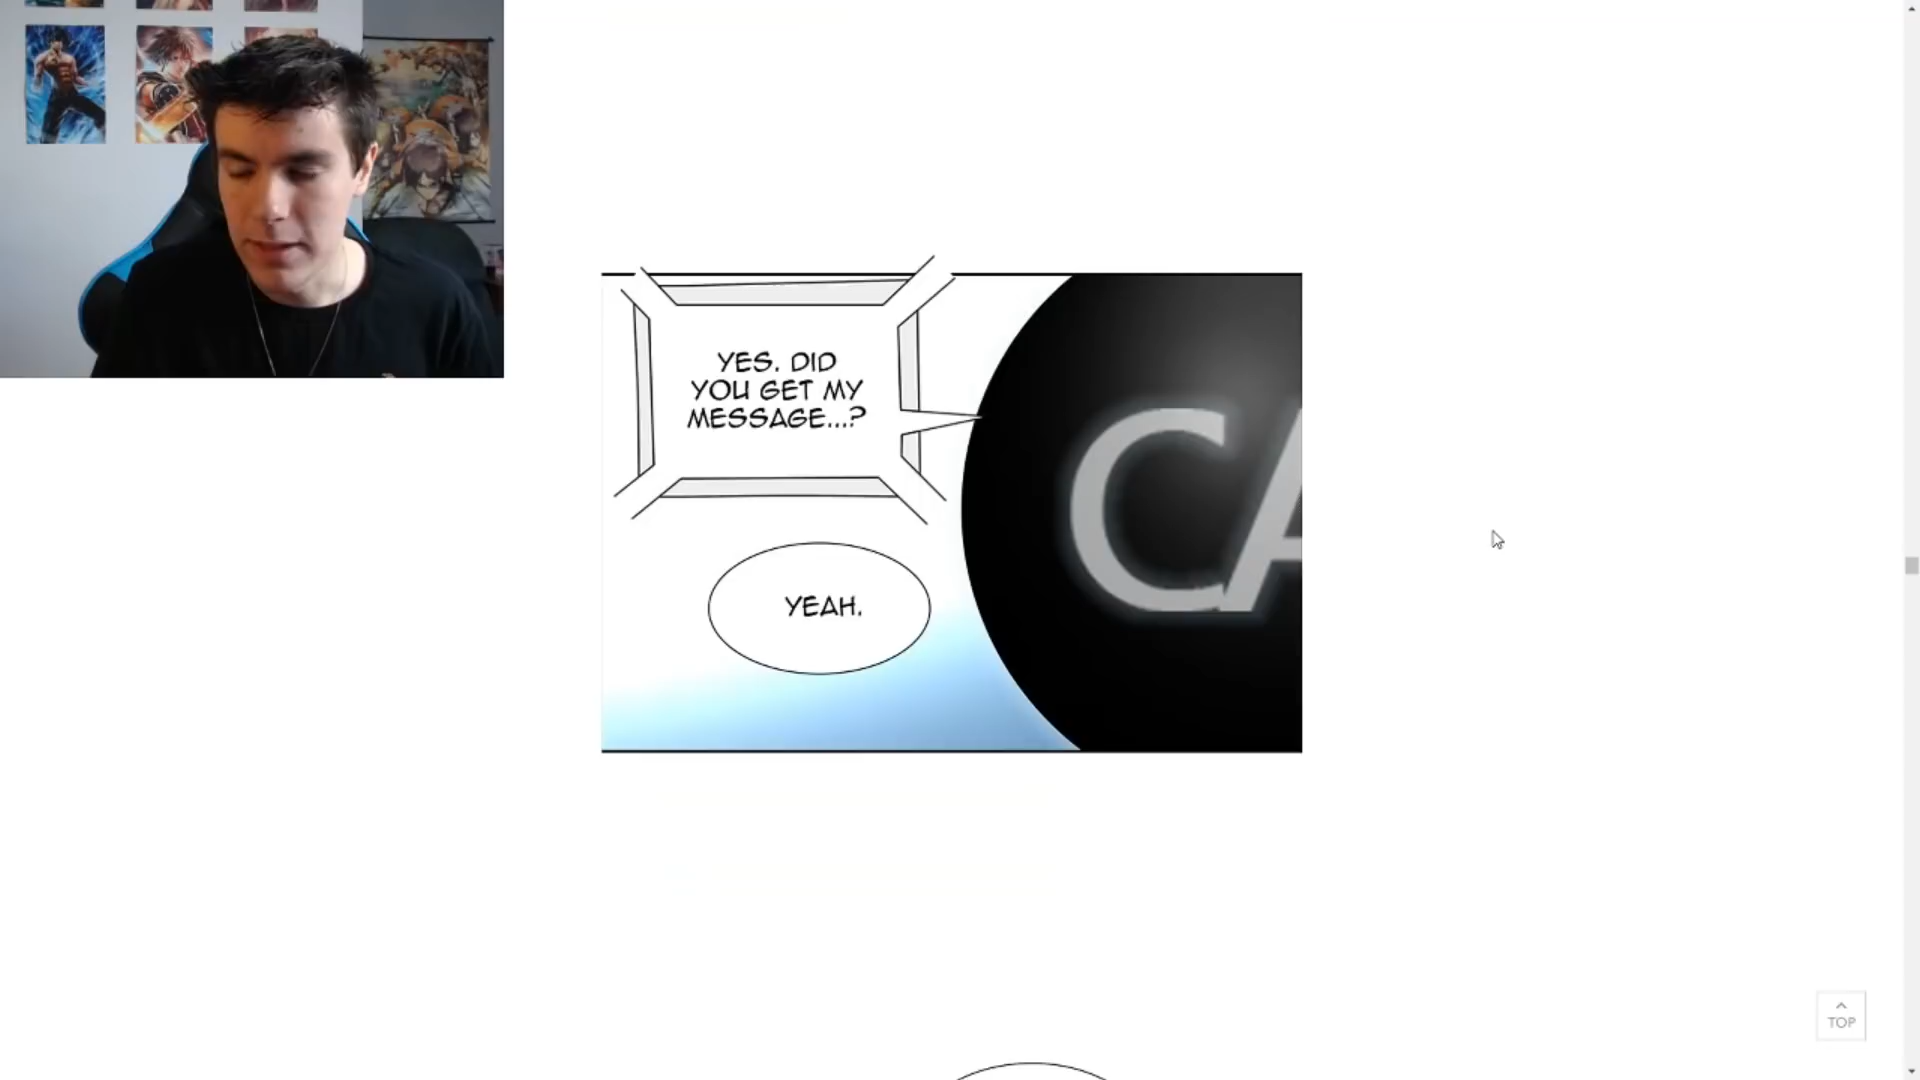 YES. DID
YOU GET MY
MESSAGE...?
CA
YEAH.
TOP